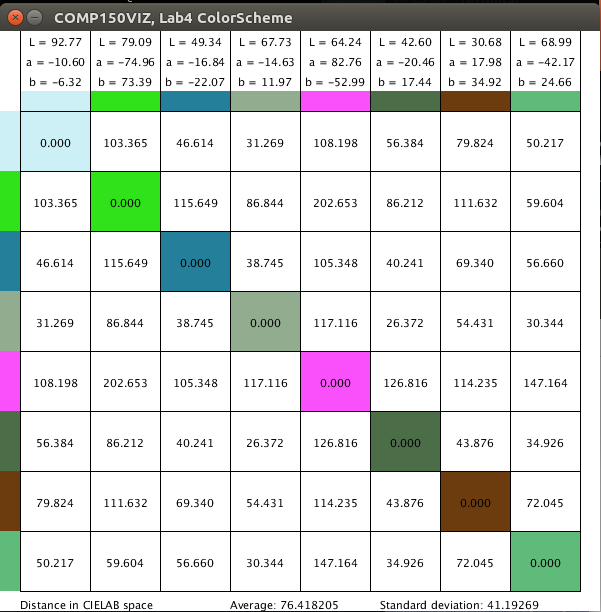 COMP150VIZ, Lab4 ColorScheme
L = 92.77 L = 79.09 L = 49.34 L = 67.73 L = 64.24 L = 42.60 L = 30.68 L = 68.99
a = -10.60 a = -74.96 a = -16.84 a = -14.63 a = 82.76 a = -20.46 a = 17.98 a = -42.17
b = -6.32 b = 73.39 b = -22.07 b = 11.97 b = -52.99 b = 17.44 b = 34.92 b = 24.66
0.000 103.365 46.614 31.269 108.198 56.384 79.824 50.217
103.365 0.000 115.649 86.844 202.653 86.212 111.632 59.604
46.614 115.649 0.000 38.745 105.348 40.241 69.340 56.660
31.269 86.844 38.745 0.000 117.116 26.372 54.431 30.344
108.198 202.653 105.348 117.116 0.000 126.816 114.235 147.164
56.384 86.212 40.241 26.372 126.816 0.000 43.876 34.926
79.824 111.632 69.340 54.431 114.235 43.876 0.000 72.045
50.217 59.604 56.660 30.344 147.164 34.926 72.045 0.000
Distance in CIELAB space Average: 76.418205 Standard deviation: 41.19269